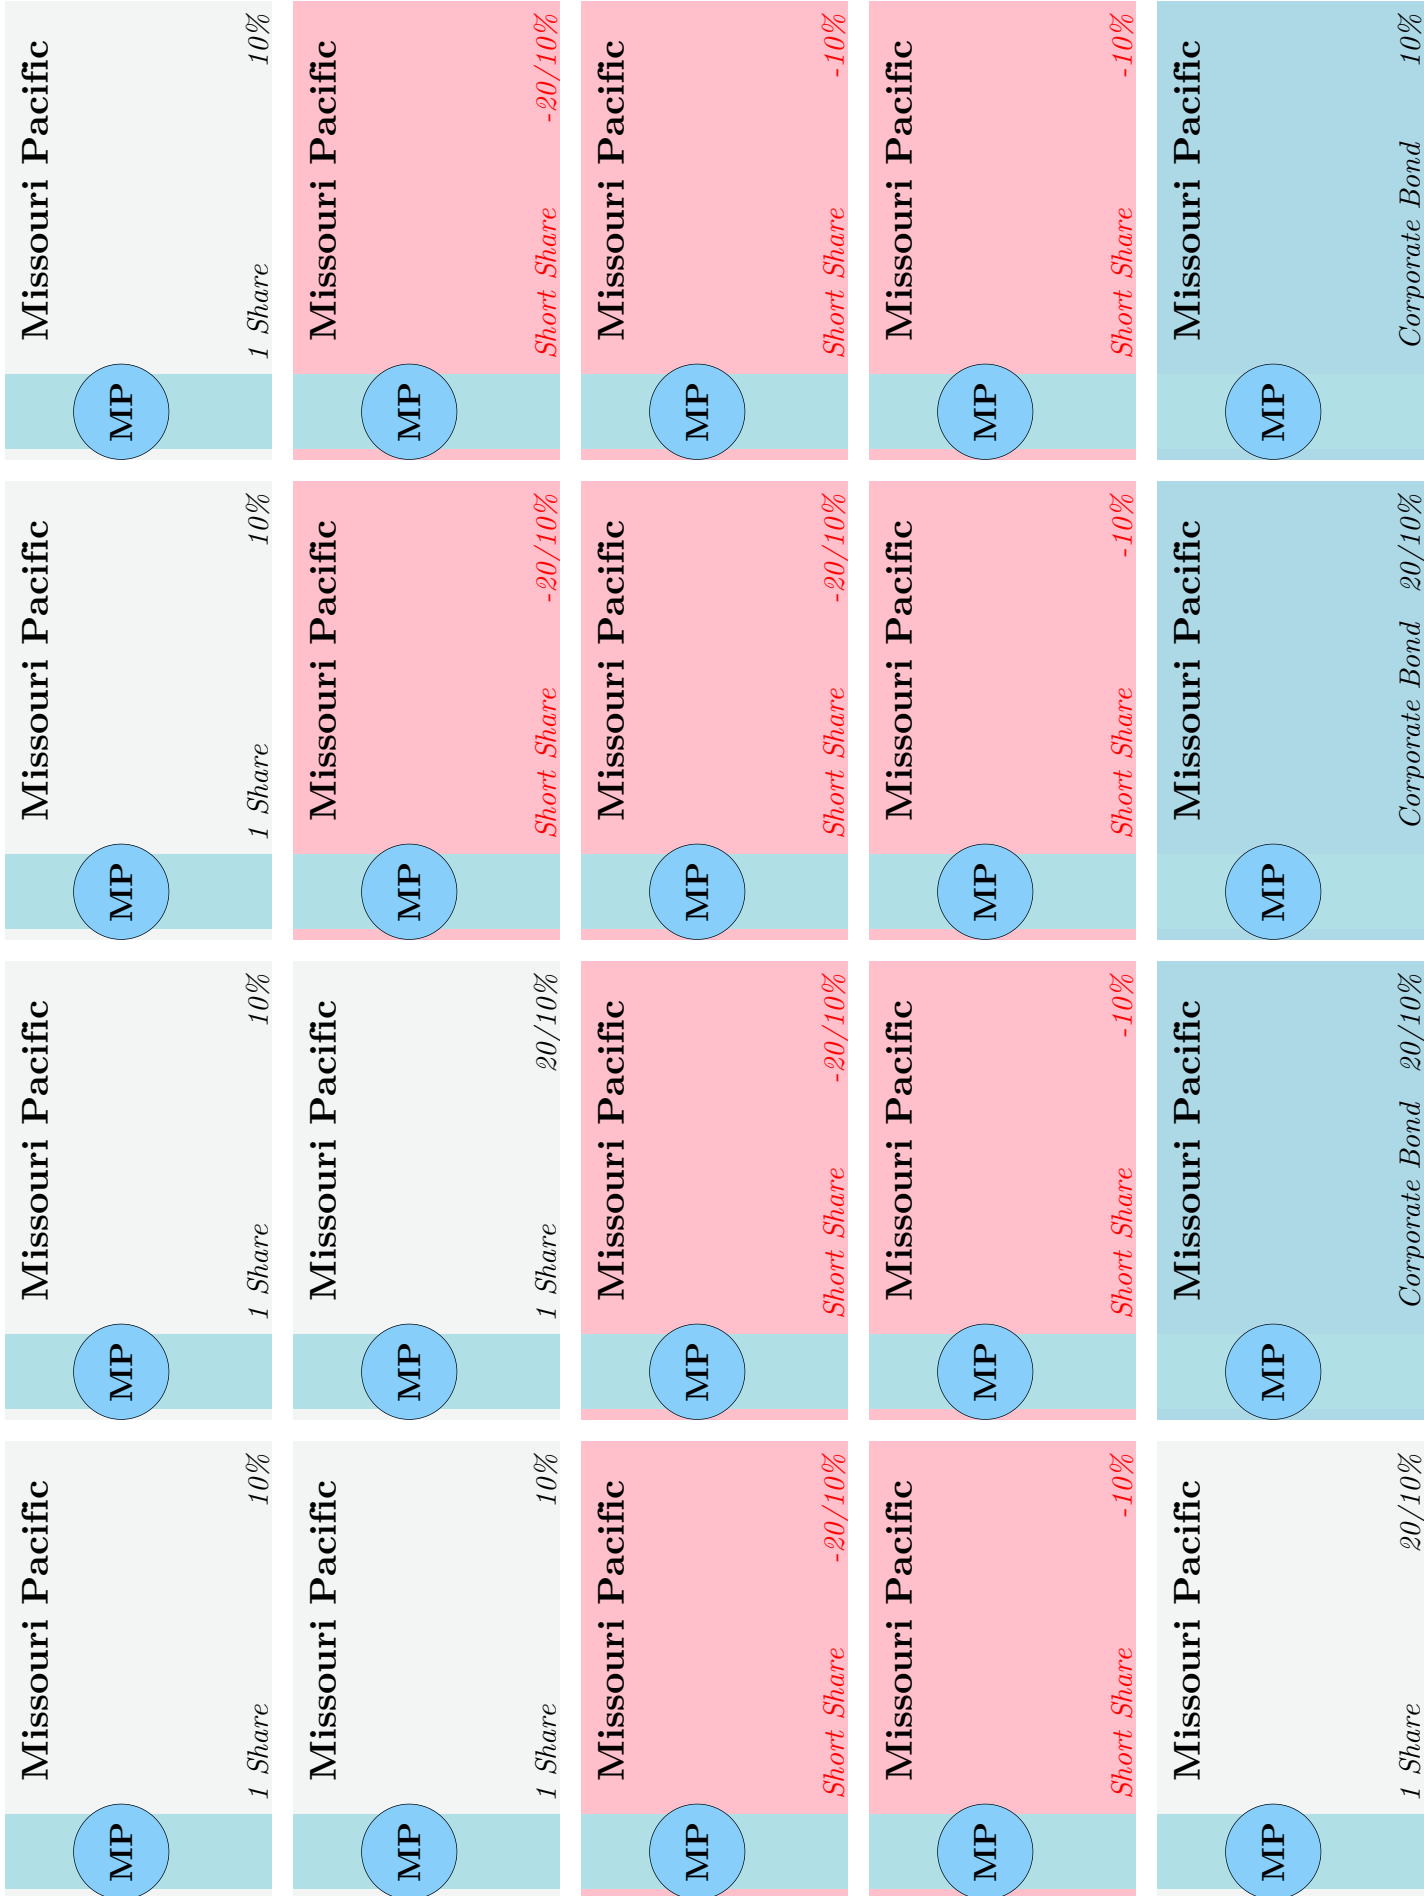 Missouri Pacific
MP
1 Share 10%
Missouri Pacific
MP
1 Share 10%
Missouri Pacific
MP
1 Share 10%
Missouri Pacific
MP
1 Share 10%
Missouri Pacific
MP
1 Share 10%
Missouri Pacific
MP
1 Share 20/10%
Missouri Pacific
MP
Short Share -20/10%
Missouri Pacific
MP
Short Share -20/10%
Missouri Pacific
MP
Short Share -20/10%
Missouri Pacific
MP
Short Share -20/10%
Missouri Pacific
MP
Short Share -20/10%
Missouri Pacific
MP
Short Share -10%
Missouri Pacific
MP
Short Share -10%
Missouri Pacific
MP
Short Share -10%
Missouri Pacific
MP
Short Share -10%
Missouri Pacific
MP
Short Share -10%
Missouri Pacific
MP
1 Share 20/10%
Missouri Pacific
MP
Corporate Bond 20/10%
Missouri Pacific
MP
Corporate Bond 20/10%
Missouri Pacific
MP
Corporate Bond 10%